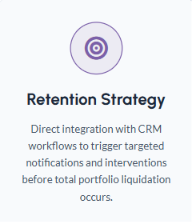 Retention Strategy
Direct integration with CRM
workflows to trigger targeted
notifications and interventions
before total portfolio liquidation
occurs.